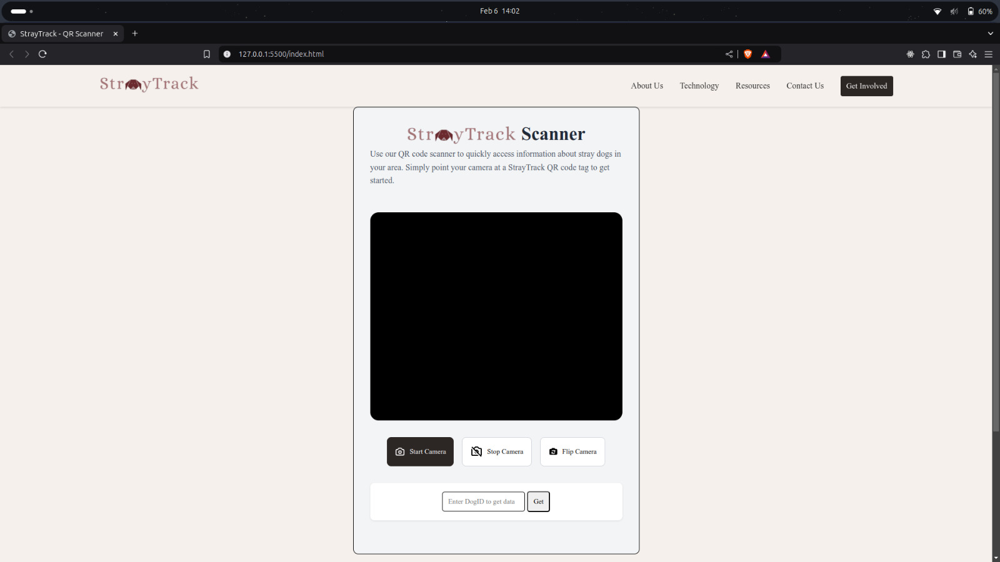 Feb 6 14:02
60%
StrayTrack - QR Scanner
127.0.0.1:5500/index.html
StrayTrack
About Us
Technology
Resources
Contact Us
Get Involved
StrayTrack Scanner
Use our QR code scanner to quickly access information about stray dogs in
your area. Simply point your camera at a StrayTrack QR code tag to get
started.
Start Camera
Stop Camera
Flip Camera
Enter DogID to get data
Get